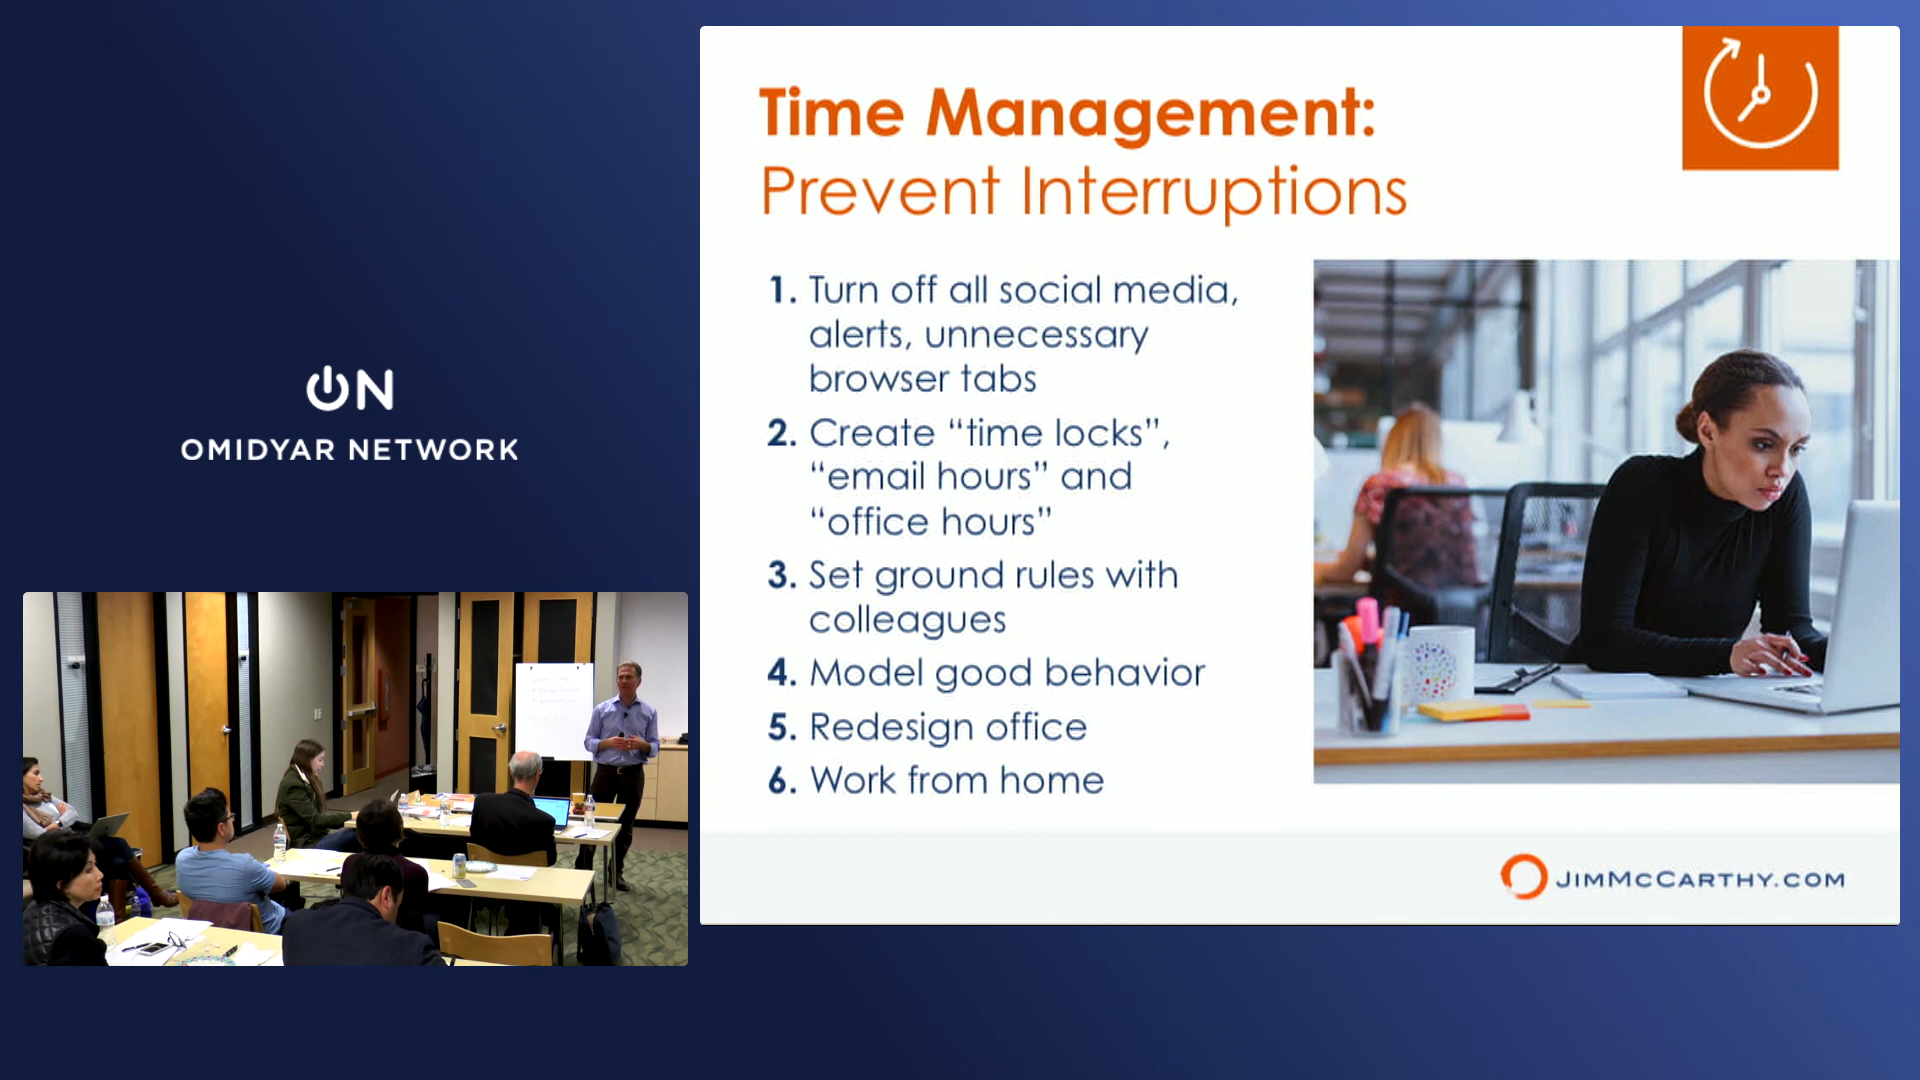 Time Management:
Prevent Interruptions
1. Turn off all social media,
alerts, unnecessary
browser tabs
2. Create “time locks”,
“email hours” and
“office hours”
3. Set ground rules with
colleagues
4. Model good behavior
5. Redesign office
6. Work from home
JIMMCCARTHY.COM
ON
OMIDYAR NETWORK